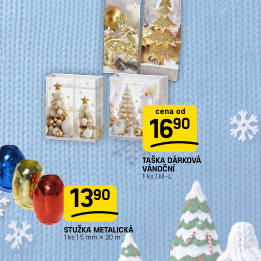 cena od
16 90
TAŠKA DÁRKOVÁ
VÁNOČNÍ
1 ks | M–L
13 90
STUŽKA METALICKÁ
1 ks | 5 mm × 20 m